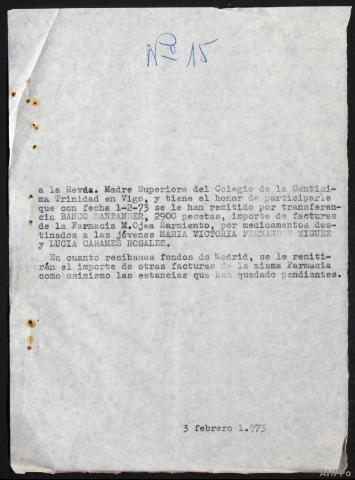 Nº 15
a la Revda. Madre Superiora del Colegio de la Santísi-
ma Trinidad en Vigo, y tiene el honor de participarle
que con fecha 1-2-73 se le han remitido por transferen-
cia BANCO SANTANDER, 2900 pesetas, importe de facturas
de la Farmacia M.Ojea Sarmiento, por medicamentos des-
tinados a las jóvenes MARIA VICTORIA FERNANDEZ MIGUEZ
y LUCIA CARAMES ROSALES.
En cuanto recibamos fondos de Madrid, se le remiti-
rán el importe de otras facturas de la misma Farmacia
como asimismo las estancias que han quedado pendientes.
3 febrero 1.973
AHPPo